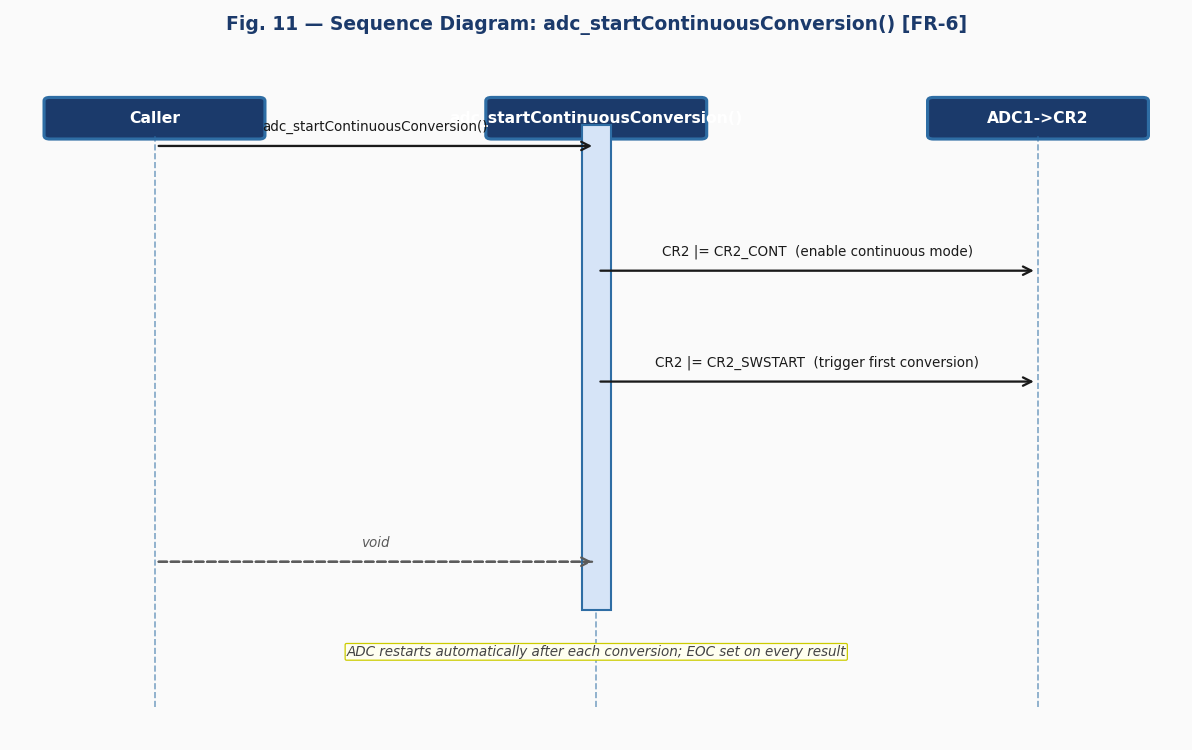 Fig. 11 — Sequence Diagram: adc_startContinuousConversion() [FR-6]
Caller
startContinuousConversion()
ADC1->CR2
adc_startContinuousConversion()
CR2 |= CR2_CONT  (enable continuous mode)
CR2 |= CR2_SWSTART  (trigger first conversion)
void
ADC restarts automatically after each conversion; EOC set on every result